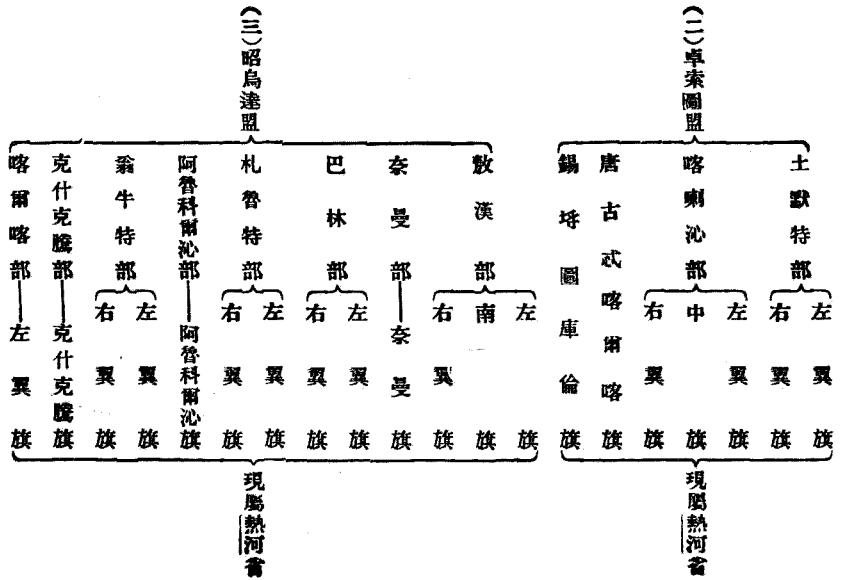 (二)卓索圖盟
土默特部
左翼旗
右翼旗
喀喇沁部
左翼旗
中旗
右翼旗
唐古忒喀爾喀旗
錫埒圖庫倫旗
現屬熱河省
(三)昭烏達盟
敖漢部
左旗
南旗
右翼旗
奈曼部
奈曼旗
巴林部
左翼旗
右翼旗
札魯特部
左翼旗
右翼旗
阿魯科爾沁部
阿魯科爾沁旗
翁牛特部
左翼旗
右翼旗
克什克騰部
克什克騰旗
喀爾喀部
左翼旗
現屬熱河省